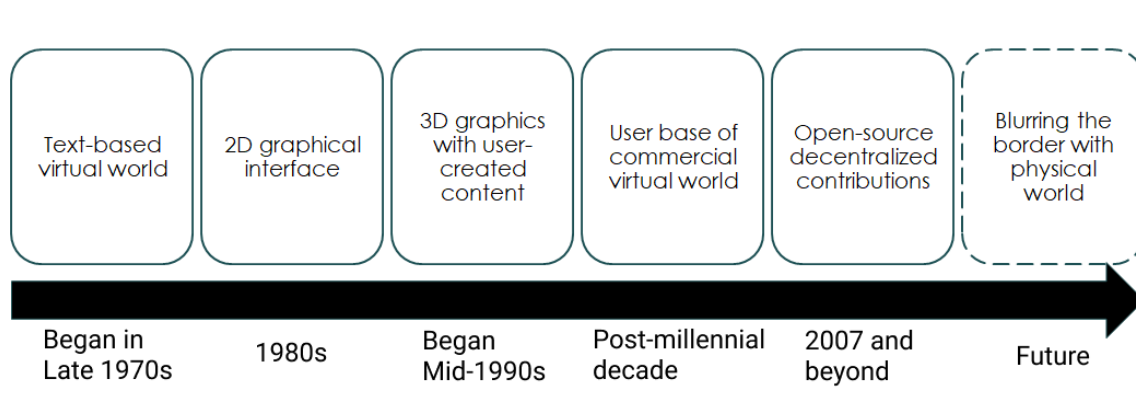 Text-based
virtual world
2D graphical
interface
3D graphics
with user-
created
content
User base of
commercial
virtual world
Open-source
decentralized
contributions
Blurring the
border with
physical
world
Began in
Late 1970s
1980s
Began
Mid-1990s
Post-millennial
decade
2007 and
beyond
Future